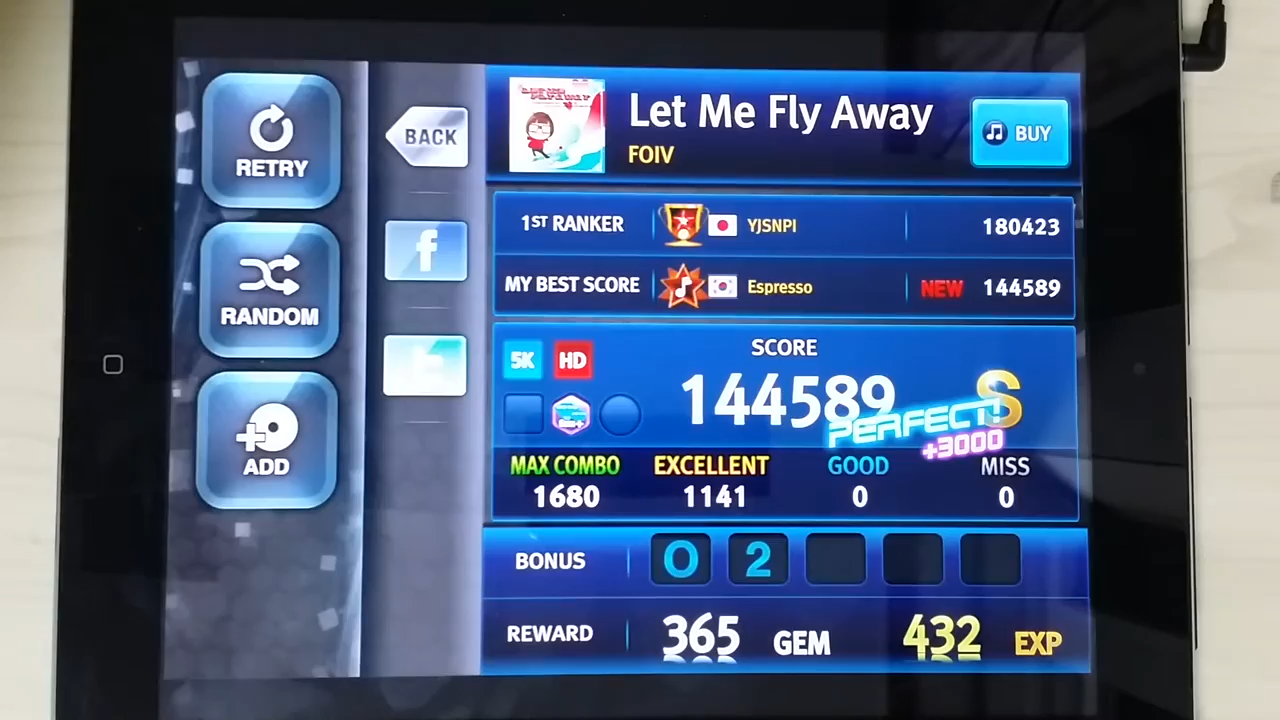 RETRY
RANDOM
ADD
BACK
f
Let Me Fly Away
FOIV
BUY
1ST RANKER YJSNPI 180423
MY BEST SCORE Espresso NEW 144589
5K HD
SCORE
144589 S
PERFECT!
+3000
MAX COMBO EXCELLENT GOOD MISS
1680 1141 0 0
BONUS 0 2
REWARD 365 GEM 432 EXP